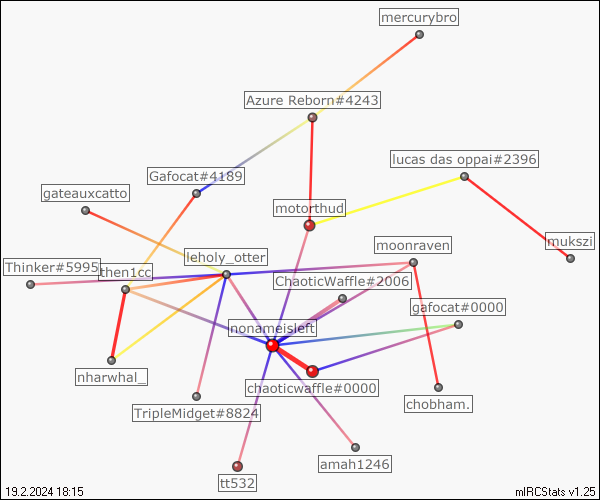 mercurybro
Azure Reborn#4243
lucas das oppai#2396
Gafocat#4189
gateauxcatto
motorthud
mukszi
moonraven
leholy_otter
Thinker#5995
then1cc
ChaoticWaffle#2006
gafocat#0000
nonameisleft
nharwhal_
chaoticwaffle#0000
chobham.
TripleMidget#8824
amah1246
tt532
19.2.2024 18:15
mIRCStats v1.25